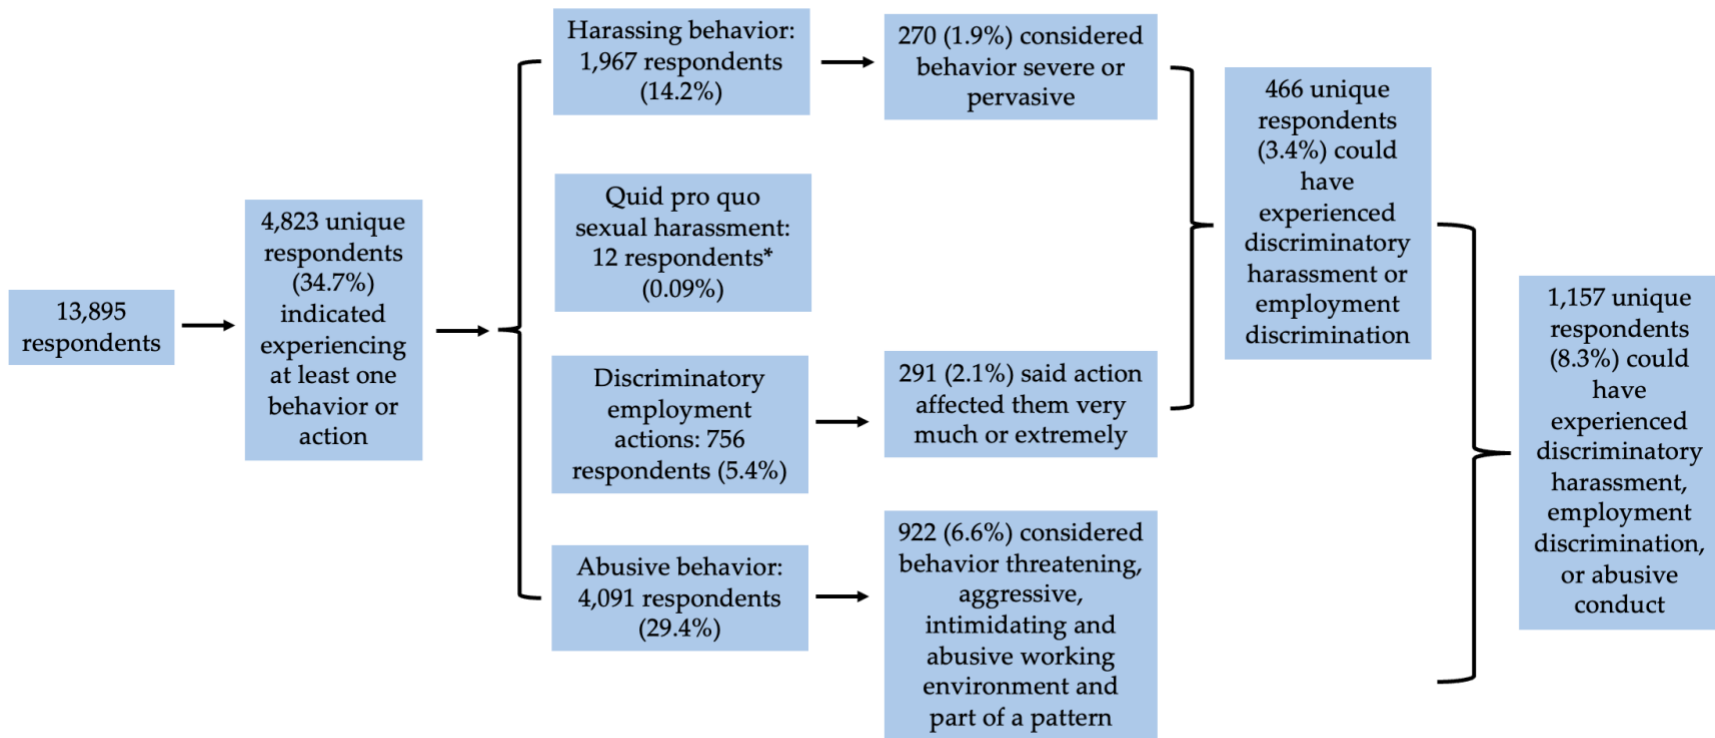 13,895
respondents
4,823 unique
respondents
(34.7%)
indicated
experiencing
at least one
behavior or
action
Harassing behavior:
1,967 respondents
(14.2%)
Quid pro quo
sexual harassment:
12 respondents*
(0.09%)
Discriminatory
employment
actions: 756
respondents (5.4%)
Abusive behavior:
4,091 respondents
(29.4%)
270 (1.9%) considered
behavior severe or
pervasive
291 (2.1%) said action
affected them very
much or extremely
922 (6.6%) considered
behavior threatening,
aggressive,
intimidating and
abusive working
environment and
part of a pattern
466 unique
respondents
(3.4%) could
have
experienced
discriminatory
harassment or
employment
discrimination
1,157 unique
respondents
(8.3%) could
have
experienced
discriminatory
harassment,
employment
discrimination,
or abusive
conduct